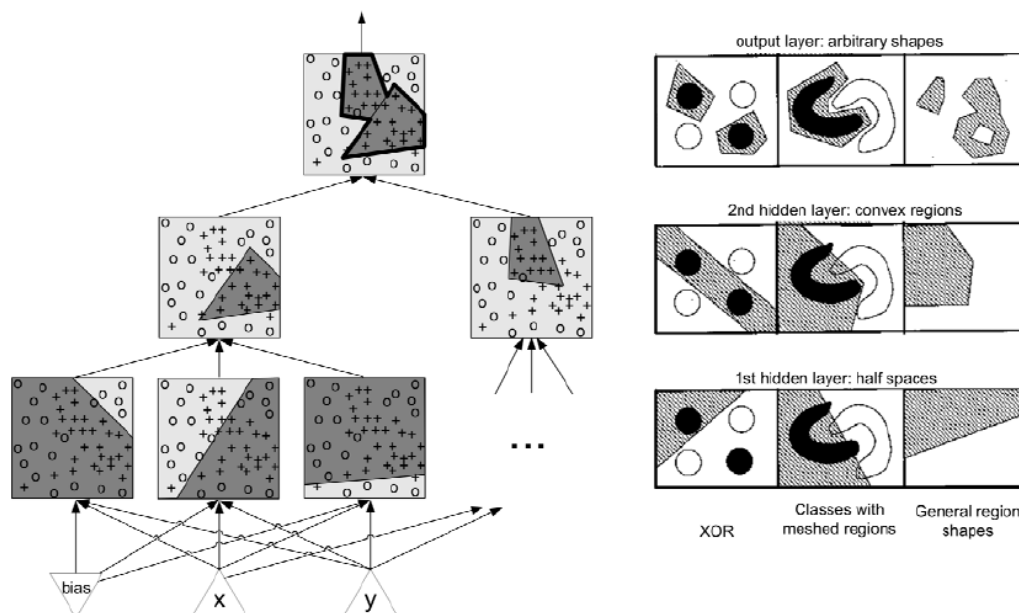 output layer: arbitrary shapes
2nd hidden layer: convex regions
1st hidden layer: half spaces
...
XOR
Classes with
meshed regions
General region
shapes
bias
x
y